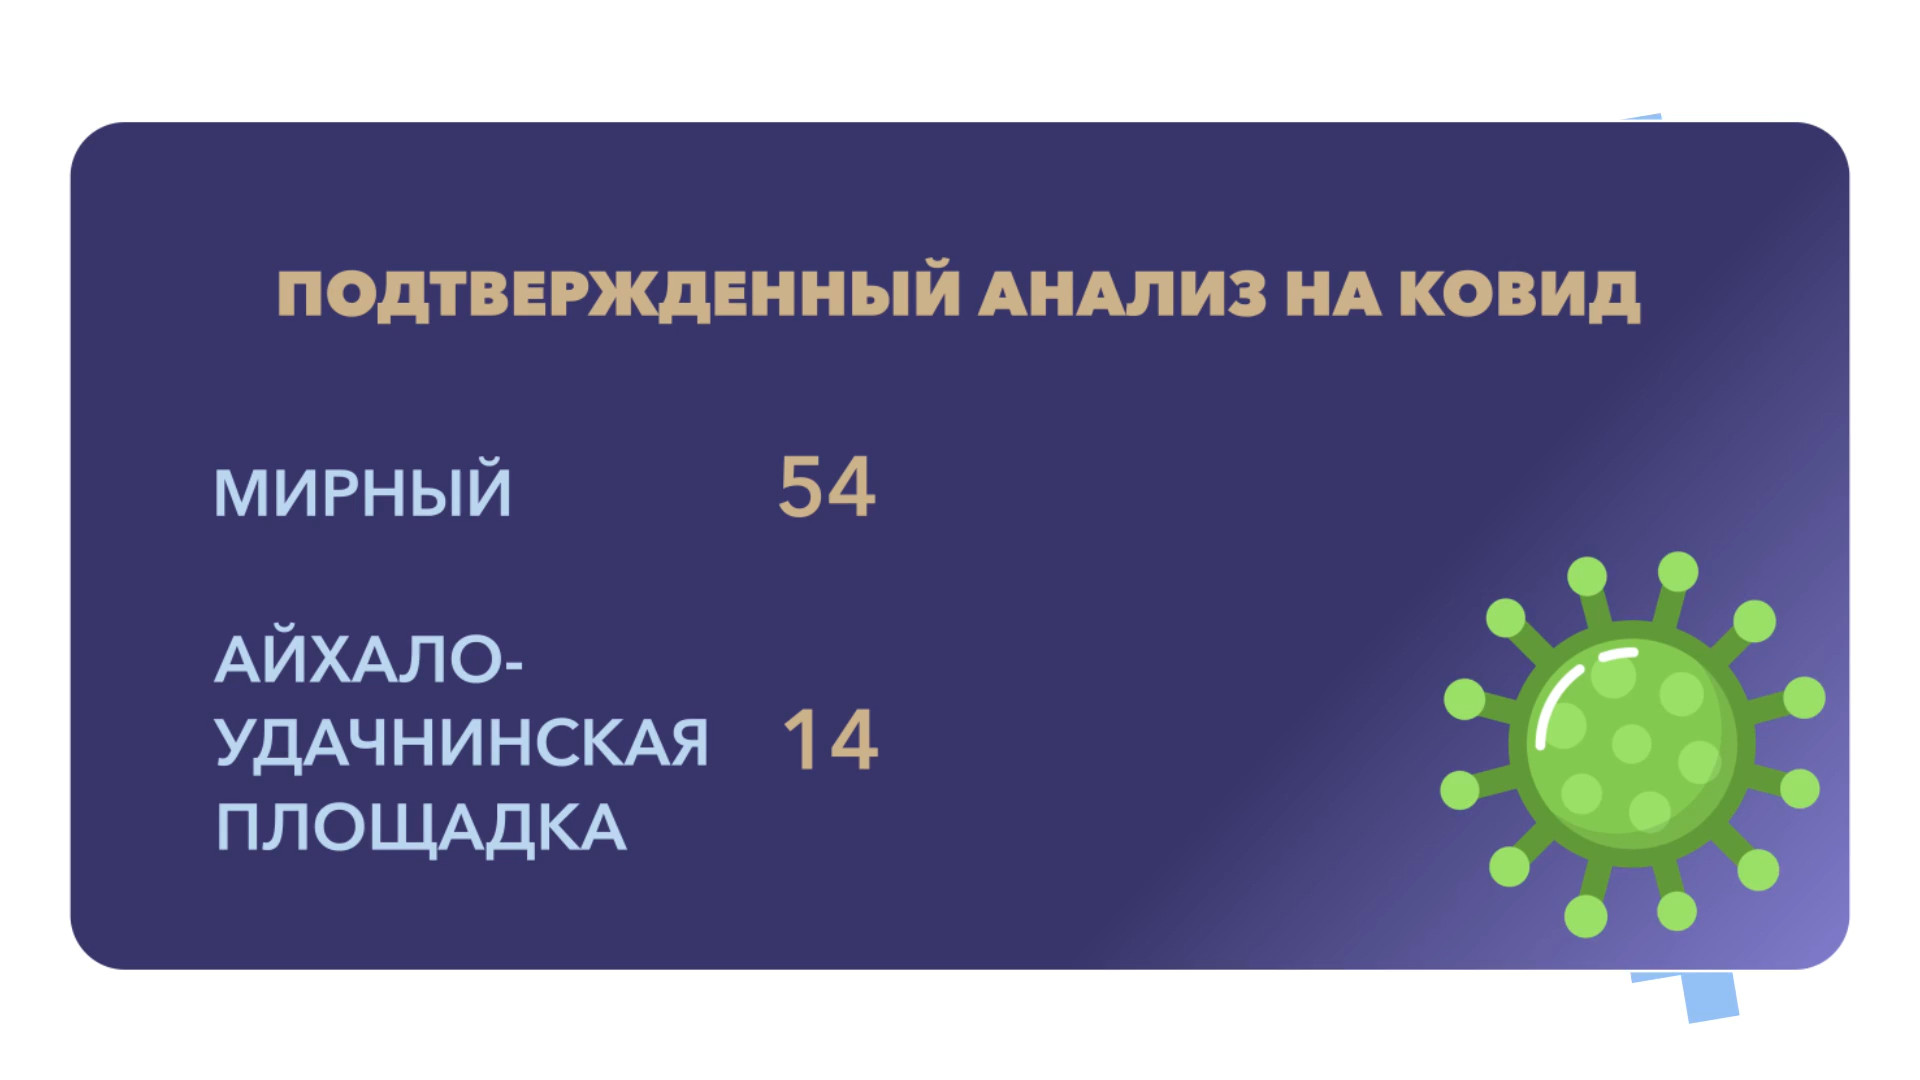 ПОДТВЕРЖДЕННЫЙ АНАЛИЗ НА КОВИД
МИРНЫЙ 54
АЙХАЛО-
УДАЧНИНСКАЯ 14
ПЛОЩАДКА